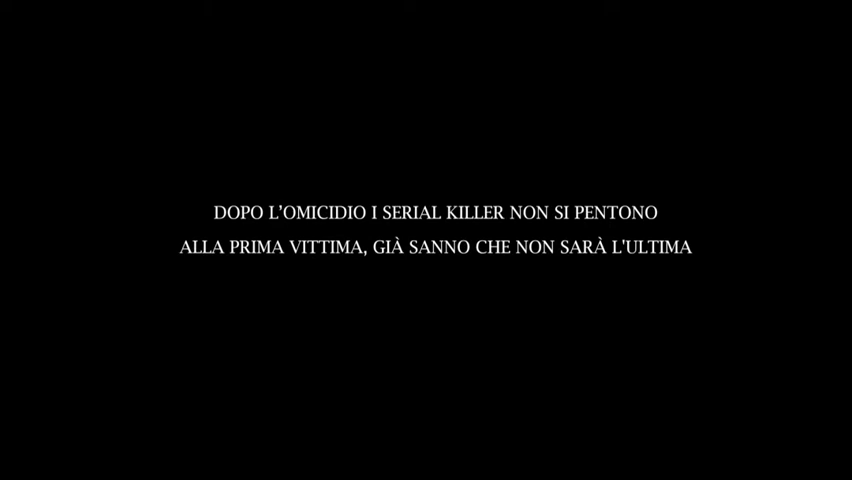 DOPO L’OMICIDIO I SERIAL KILLER NON SI PENTONO
ALLA PRIMA VITTIMA, GIÀ SANNO CHE NON SARÀ L'ULTIMA